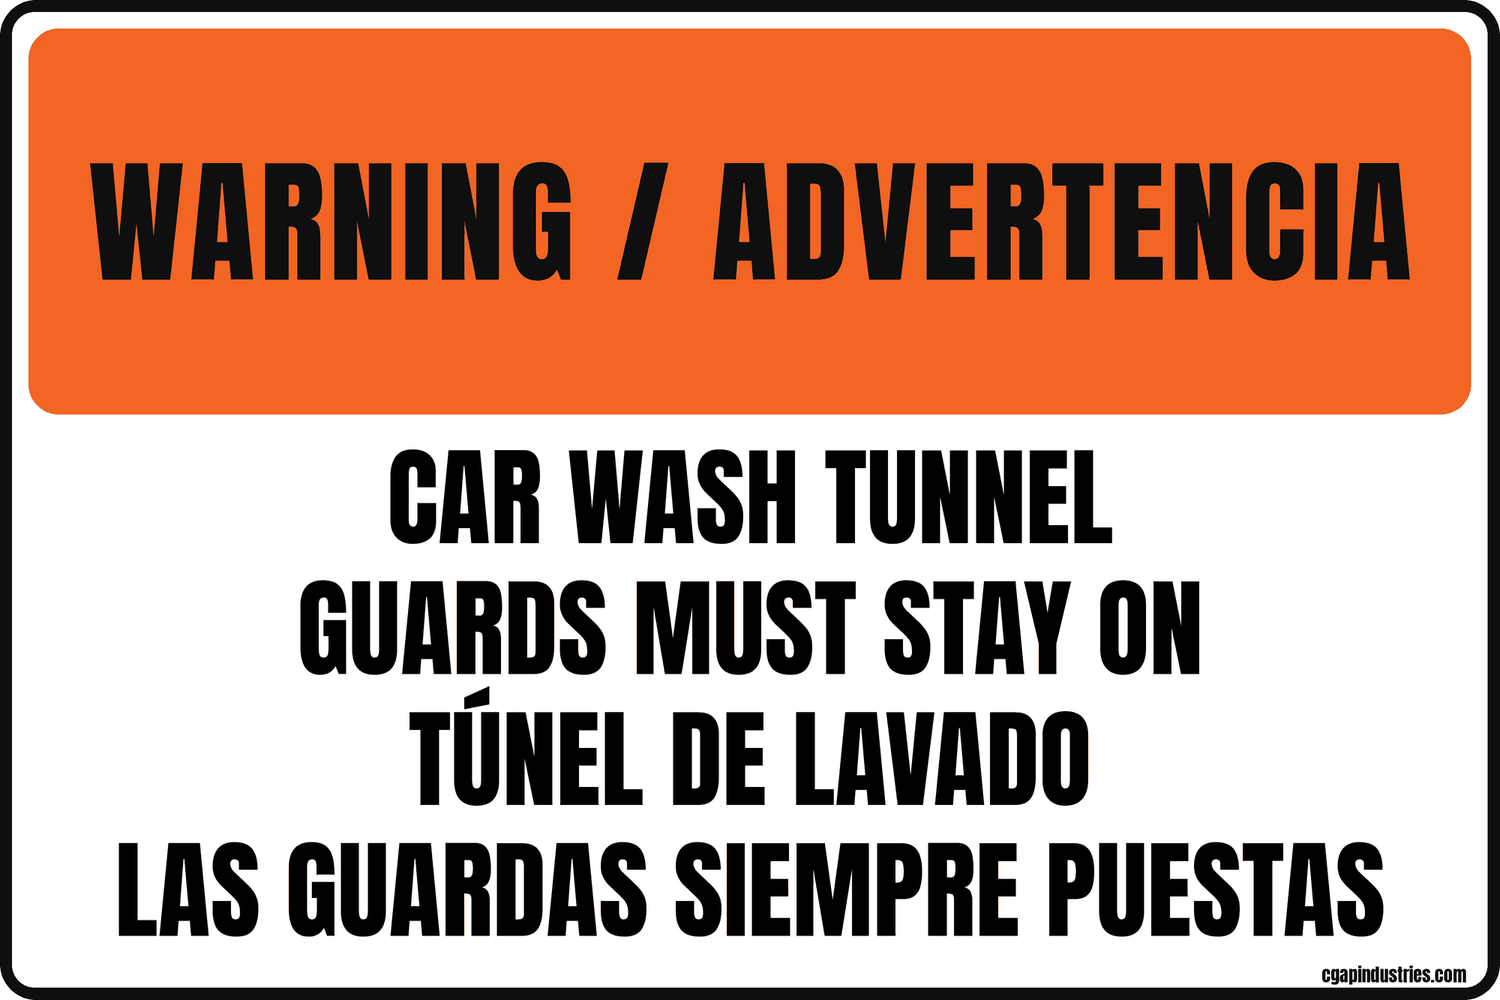 WARNING / ADVERTENCIA
CAR WASH TUNNEL
GUARDS MUST STAY ON
TÚNEL DE LAVADO
LAS GUARDAS SIEMPRE PUESTAS
cgapindustries.com